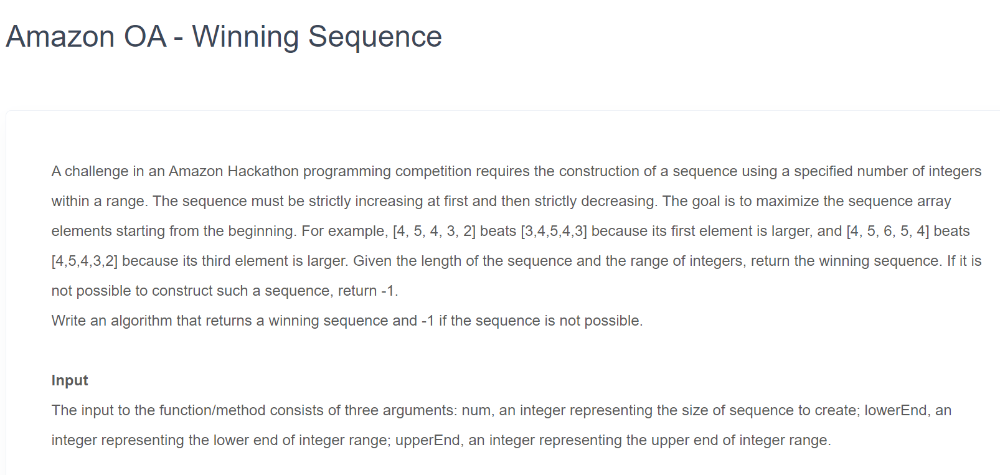 Amazon OA - Winning Sequence
A challenge in an Amazon Hackathon programming competition requires the construction of a sequence using a specified number of integers
within a range. The sequence must be strictly increasing at first and then strictly decreasing. The goal is to maximize the sequence array
elements starting from the beginning. For example, [4, 5, 4, 3, 2] beats [3,4,5,4,3] because its first element is larger, and [4, 5, 6, 5, 4] beats
[4,5,4,3,2] because its third element is larger. Given the length of the sequence and the range of integers, return the winning sequence. If it is
not possible to construct such a sequence, return -1.
Write an algorithm that returns a winning sequence and -1 if the sequence is not possible.
Input
The input to the function/method consists of three arguments: num, an integer representing the size of sequence to create; lowerEnd, an
integer representing the lower end of integer range; upperEnd, an integer representing the upper end of integer range.